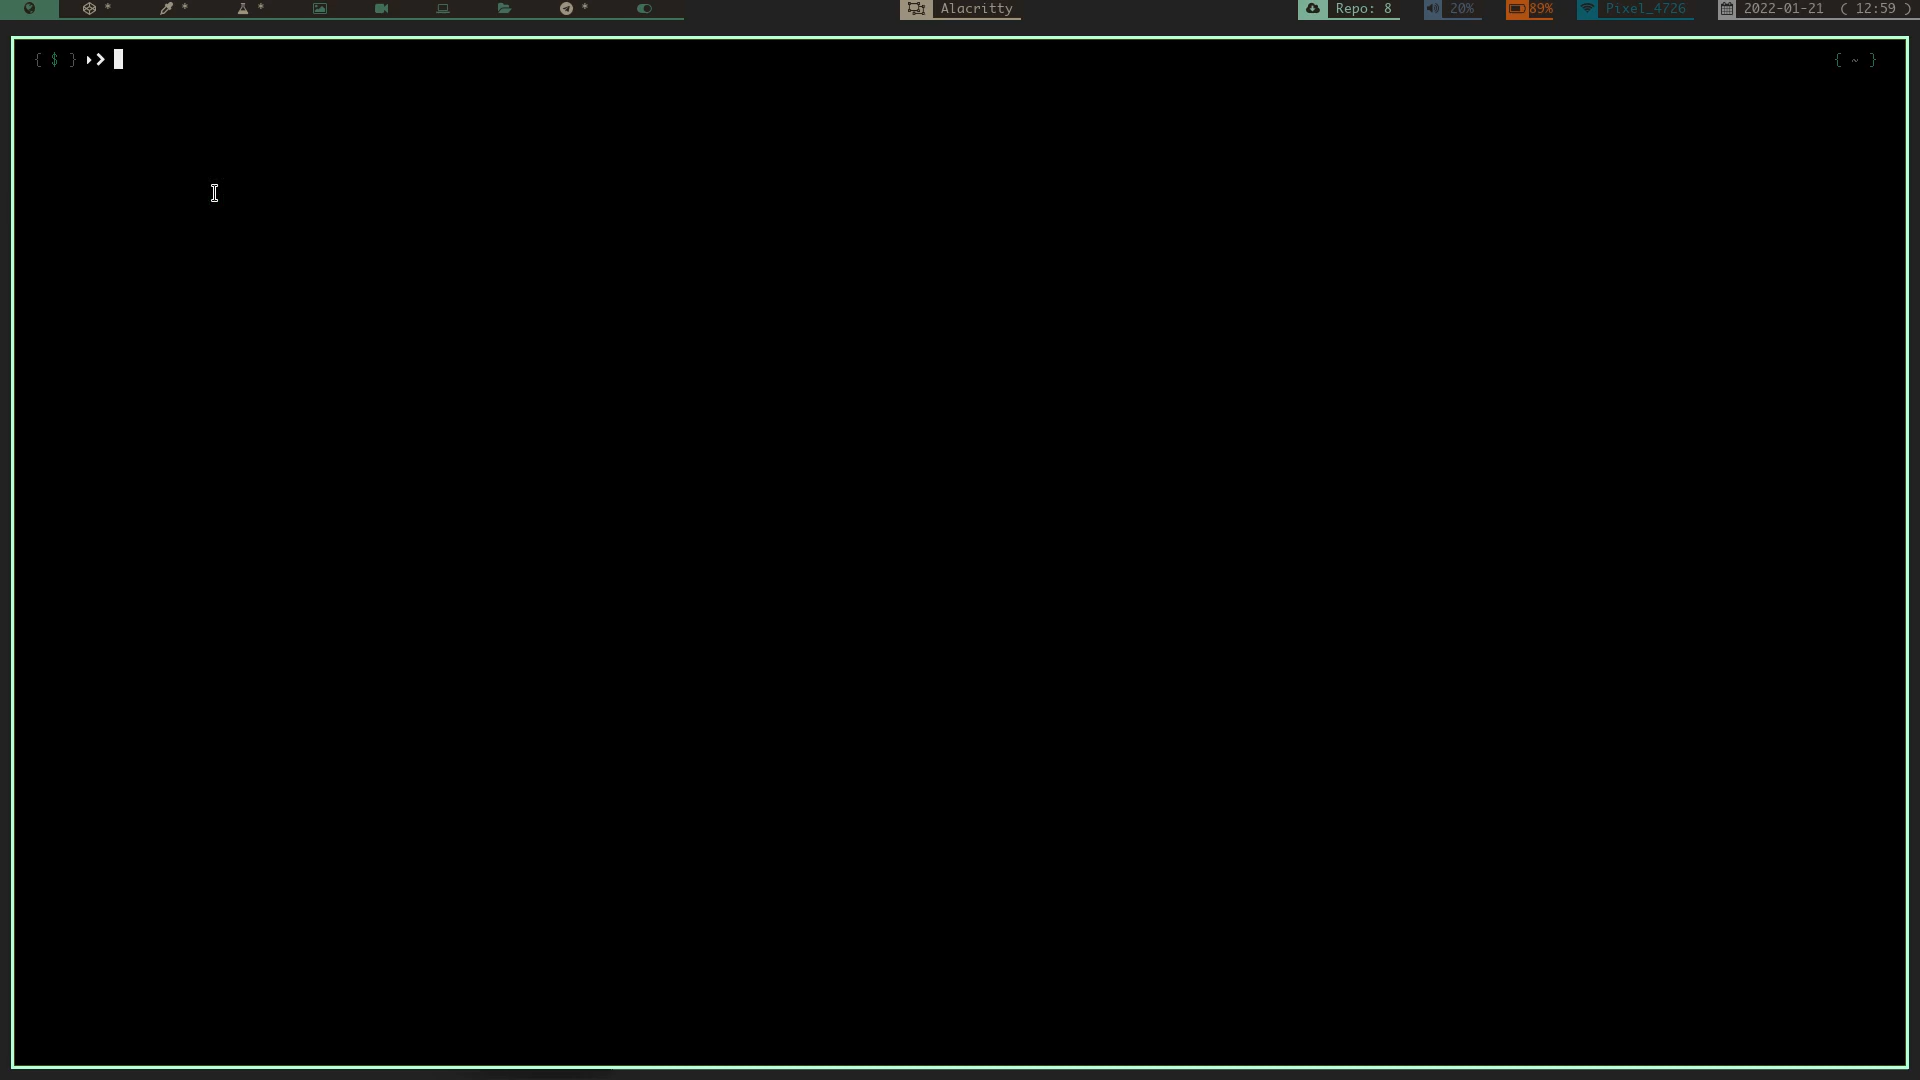 * * * * Alacritty Repo: 8 20% 89% Pixel_4726 2022-01-21 ( 12:59 )
{ $ } { ~ }